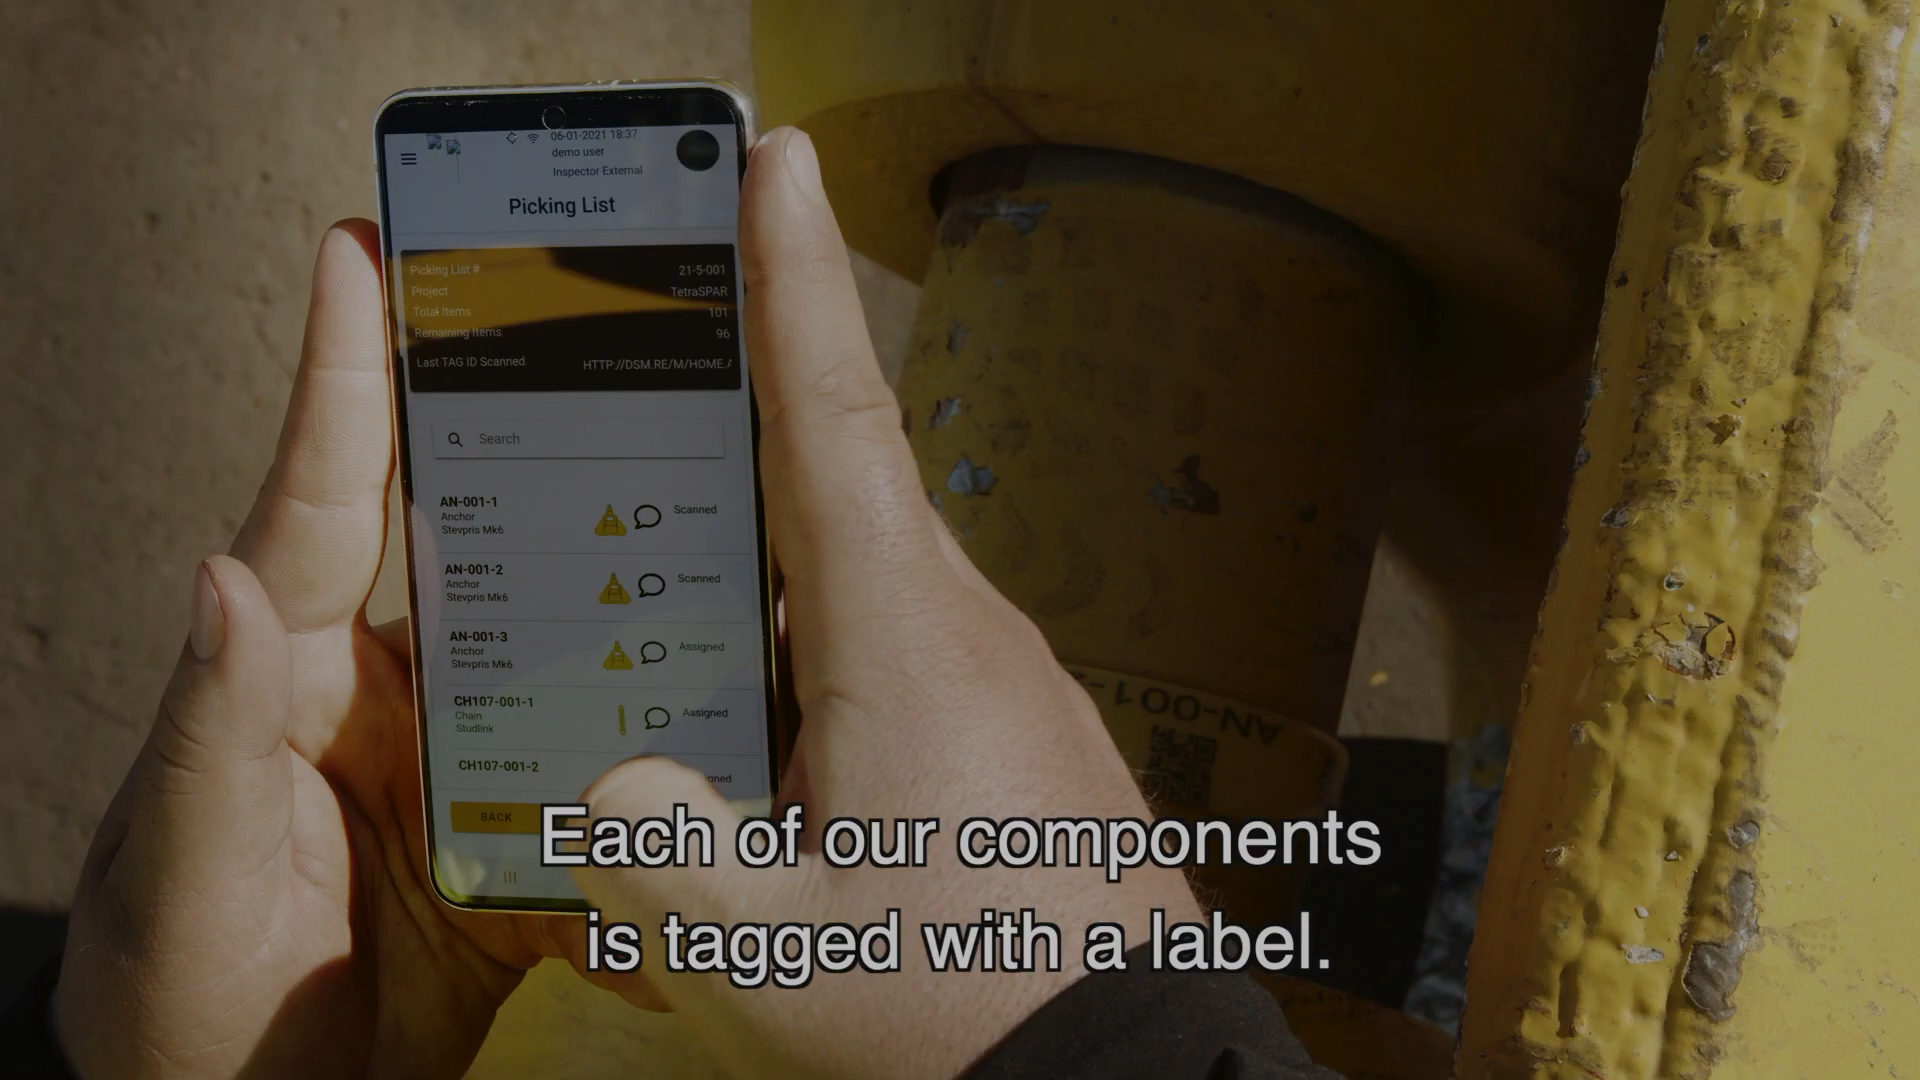 06-01-2021 18:37
demo user
Inspector External
Picking List
Picking List # 21-5-001
Project TetraSPAR
Total Items 101
Remaining Items 96
Last TAG ID Scanned HTTP://DSM.RE/M/HOME.A
Search
AN-001-1
Anchor
Stevpris Mk6
Scanned
AN-001-2
Anchor
Stevpris Mk6
Scanned
AN-001-3
Anchor
Stevpris Mk6
Assigned
CH107-001-1
Chain
Studlink
Assigned
CH107-001-2
BACK
AN-001-
Each of our components
is tagged with a label.